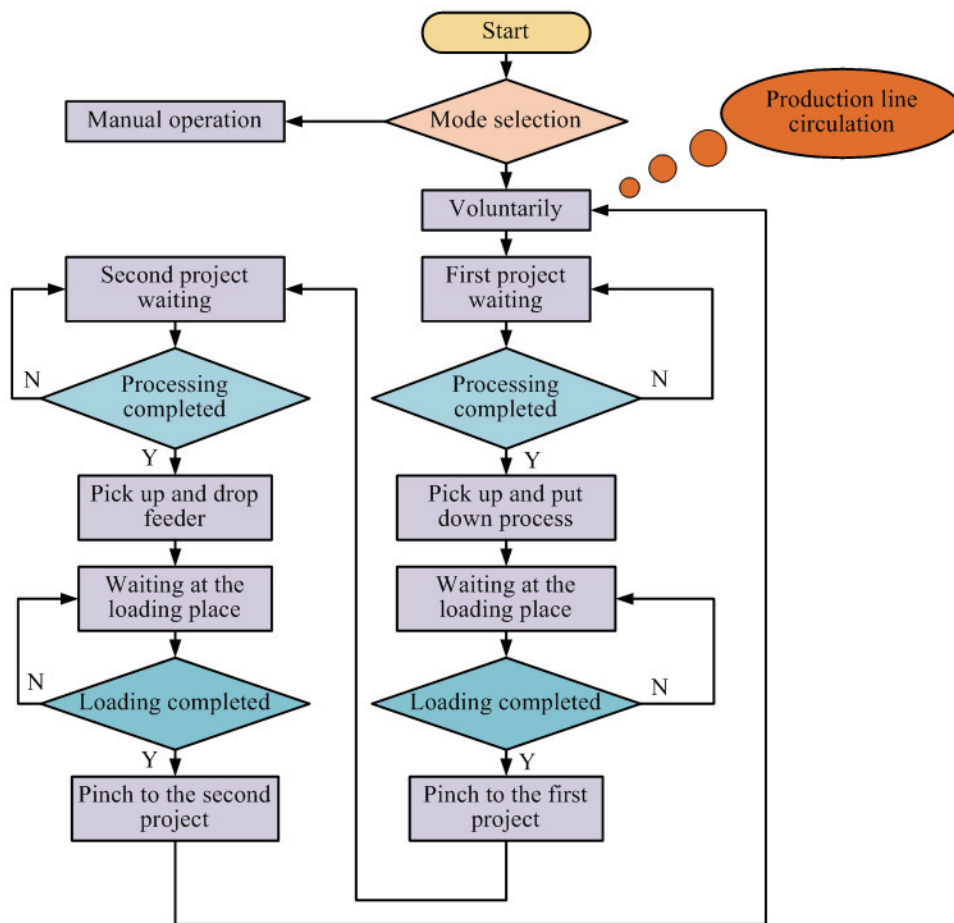 Start
Mode selection
Manual operation
Production line
circulation
Voluntarily
First project
waiting
Processing
completed
N
Y
Pick up and put
down process
Waiting at the
loading place
Loading completed
N
Y
Pinch to the first
project
Second project
waiting
Processing
completed
N
Y
Pick up and drop
feeder
Waiting at the
loading place
Loading completed
N
Y
Pinch to the second
project